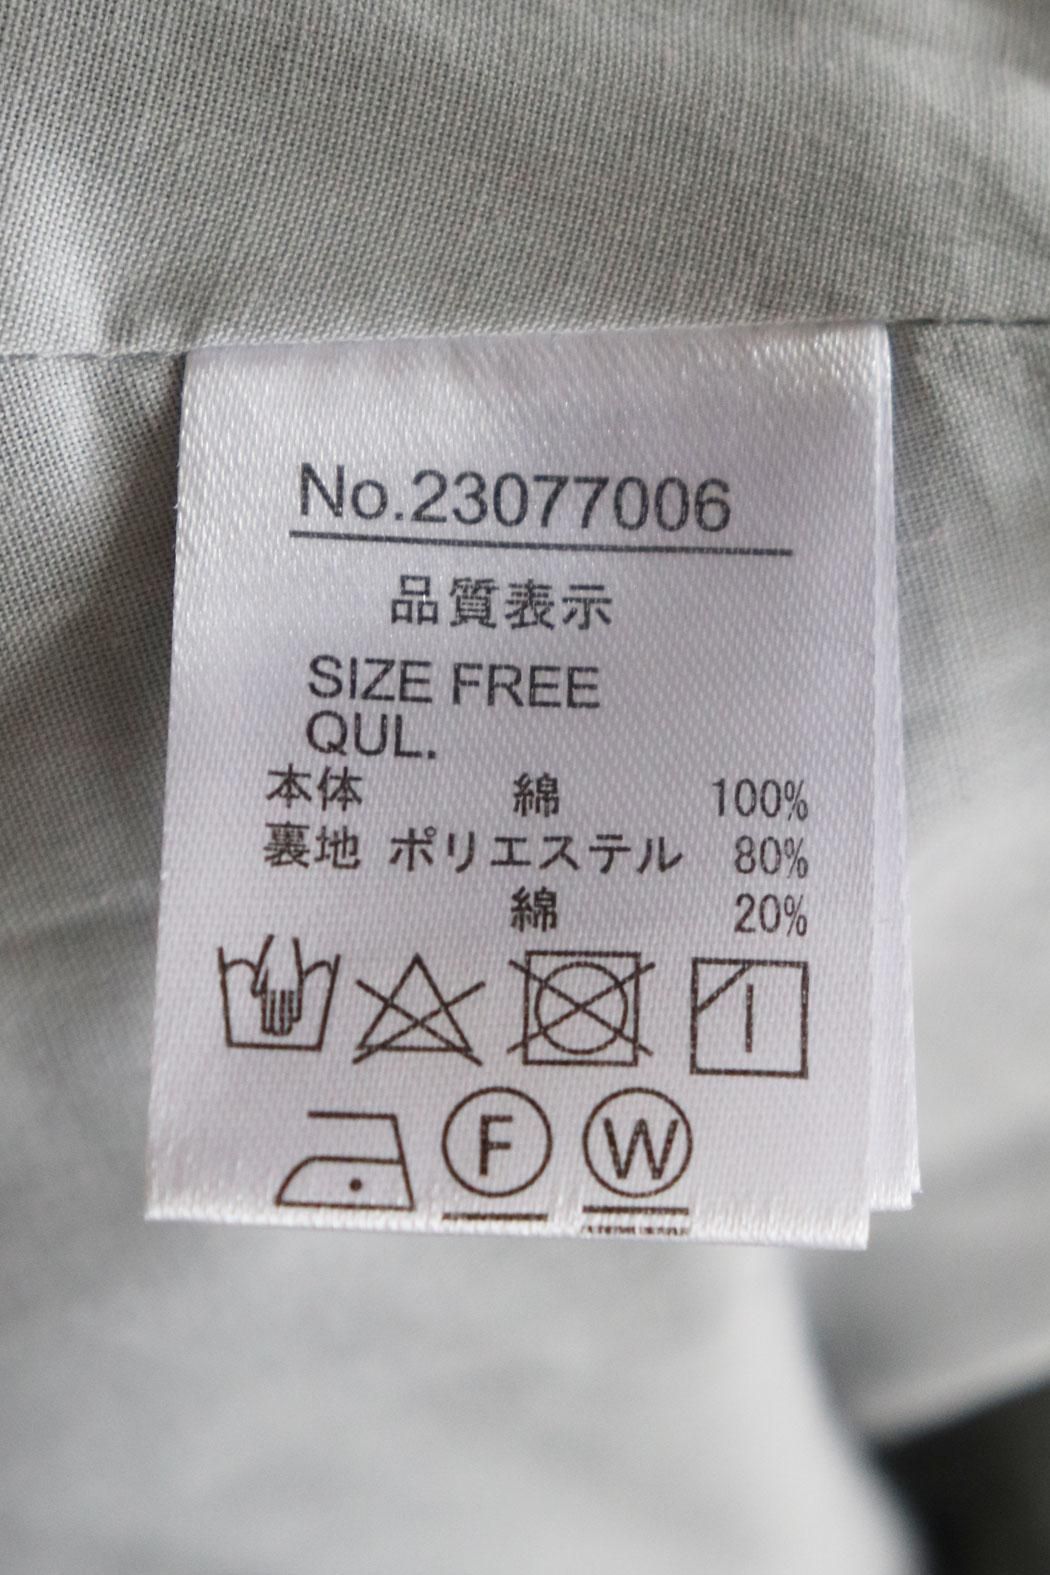 No.23077006
品質表示
SIZE FREE
QUL.
本体 綿 100%
裏地 ポリエステル 80%
綿 20%
F W